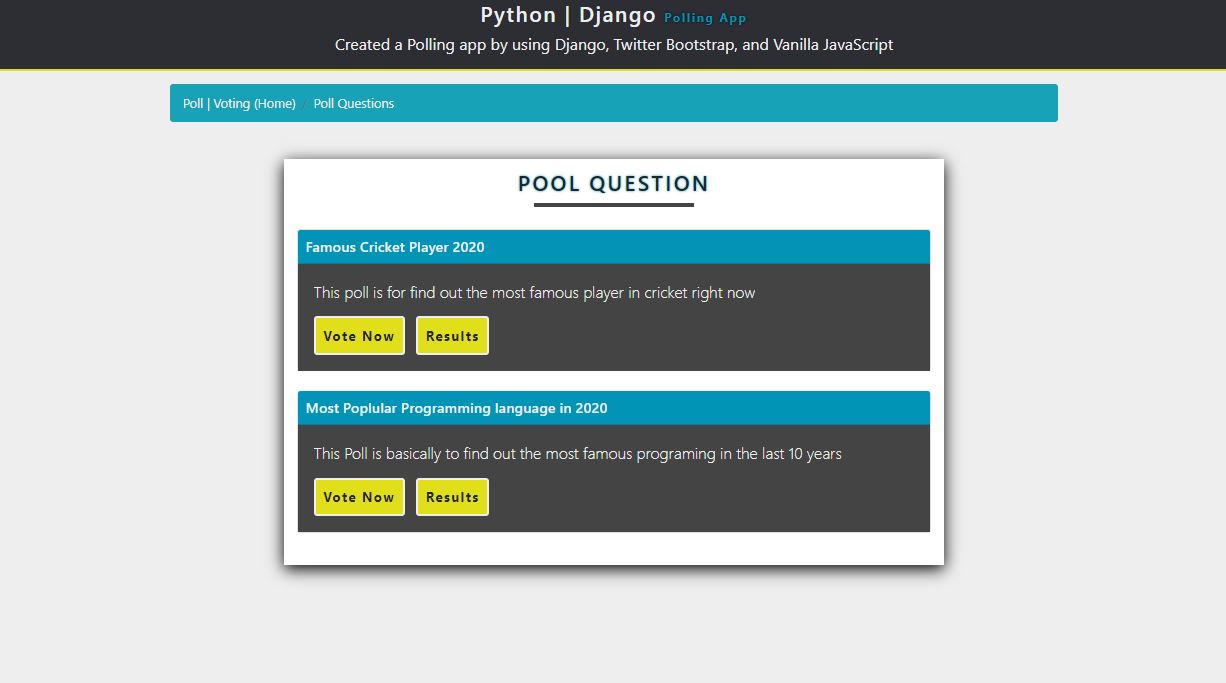 Python | Django Polling App
Created a Polling app by using Django, Twitter Bootstrap, and Vanilla JavaScript
Poll | Voting (Home) / Poll Questions
POOL QUESTION
Famous Cricket Player 2020
This poll is for find out the most famous player in cricket right now
Vote Now Results
Most Poplular Programming language in 2020
This Poll is basically to find out the most famous programing in the last 10 years
Vote Now Results